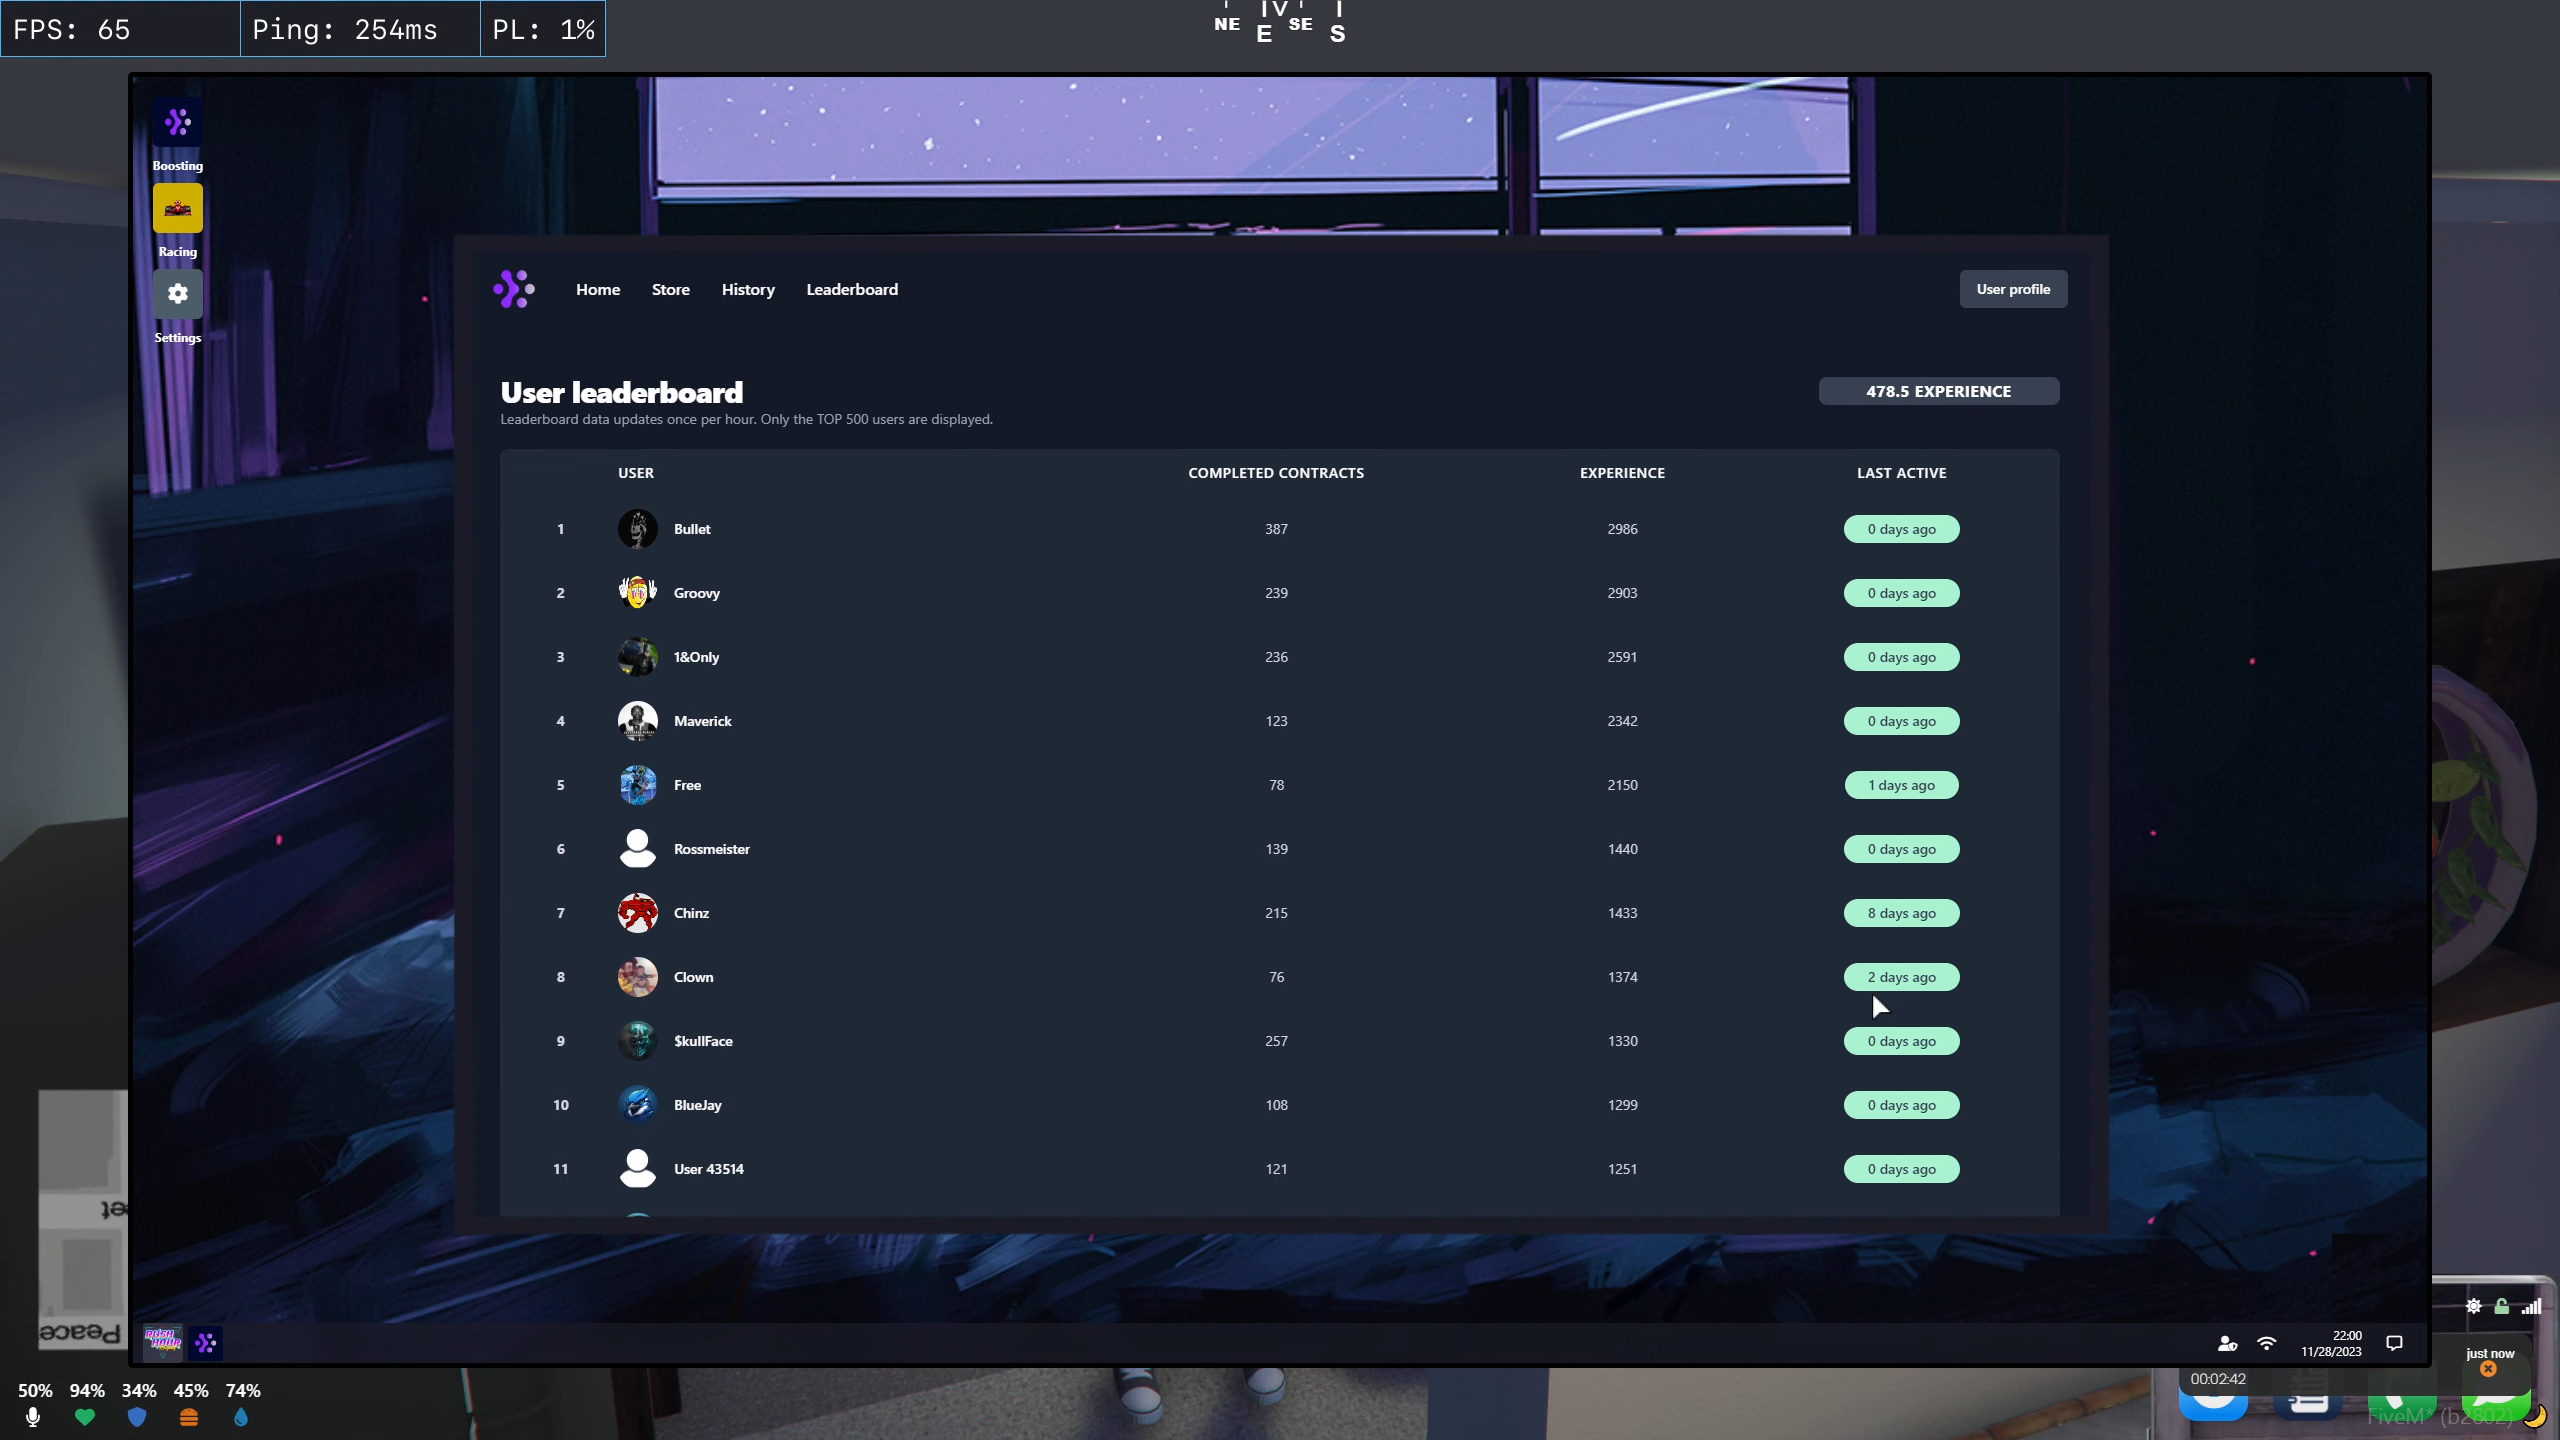 FPS: 65 Ping: 254ms PL: 1%
NE E SE S
Boosting
Racing
Settings
Home Store History Leaderboard User profile
User leaderboard 478.5 EXPERIENCE
Leaderboard data updates once per hour. Only the TOP 500 users are displayed.
USER COMPLETED CONTRACTS EXPERIENCE LAST ACTIVE
1 Bullet 387 2986 0 days ago
2 Groovy 239 2903 0 days ago
3 1&Only 236 2591 0 days ago
4 Maverick 123 2342 0 days ago
5 Free 78 2150 1 days ago
6 Rossmeister 139 1440 0 days ago
7 Chinz 215 1433 8 days ago
8 Clown 76 1374 2 days ago
9 $kullFace 257 1330 0 days ago
10 BlueJay 108 1299 0 days ago
11 User 43514 121 1251 0 days ago
Peace
RUSH HOUR
22:00
11/28/2023
just now
00:02:42
50% 94% 34% 45% 74%
FiveM* (b2802)